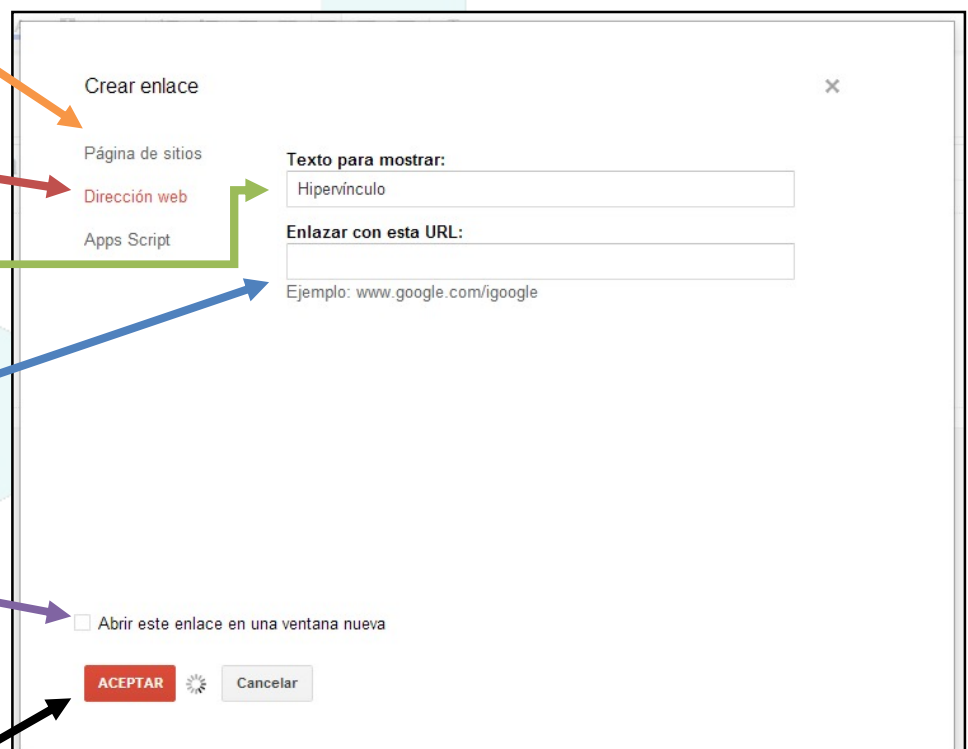 Crear enlace
Página de sitios
Dirección web
Apps Script
Texto para mostrar:
Hipervínculo
Enlazar con esta URL:
Ejemplo: www.google.com/igoogle
Abrir este enlace en una ventana nueva
ACEPTAR
Cancelar